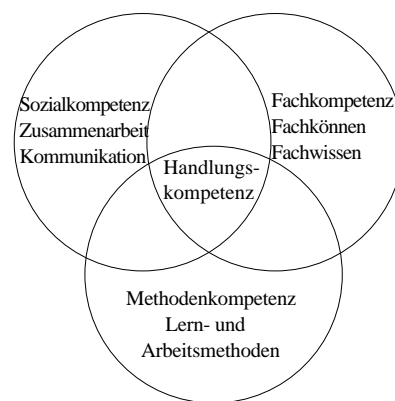 Sozialkompetenz
Zusammenarbeit
Kommunikation
Fachkompetenz
Fachkönnen
Fachwissen
Handlungs-
kompetenz
Methodenkompetenz
Lern- und
Arbeitsmethoden